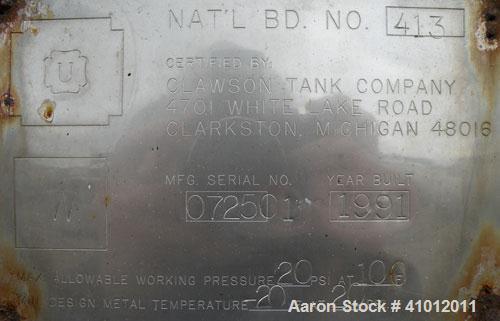 NAT'L BD. NO. 413
U
CERTIFIED BY:
CLAWSON TANK COMPANY
4701 WHITE LAKE ROAD
CLARKSTON, MICHIGAN 48016
W
MFG. SERIAL NO. YEAR BUILT
072501 1991
ALLOWABLE WORKING PRESSURE 20 PSI AT 100
DESIGN METAL TEMPERATURE -20
Aaron Stock # 41012011